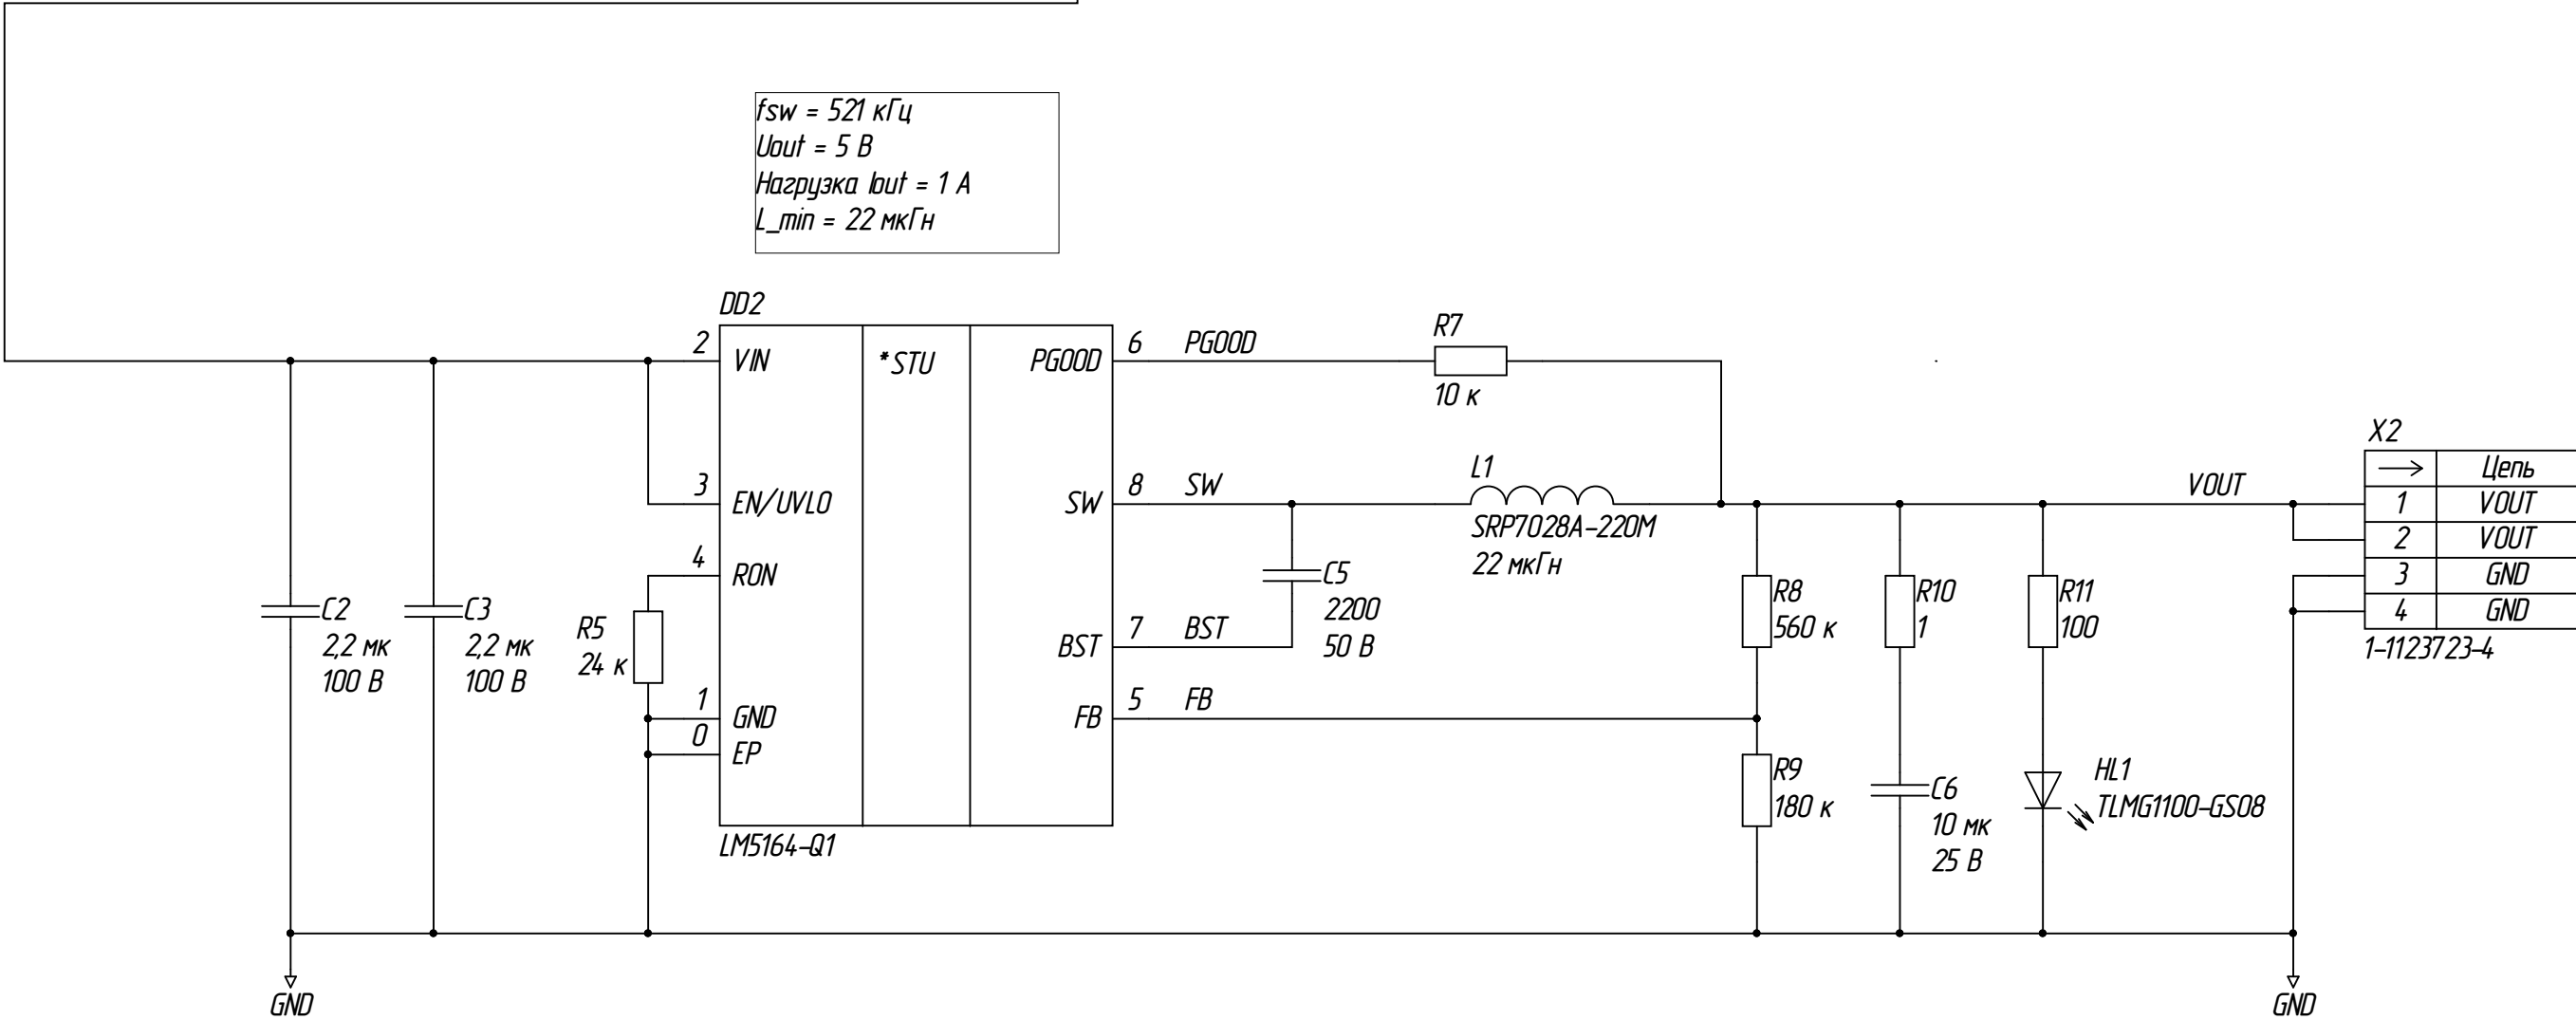 fsw = 521 кГц
Uout = 5 В
Нагрузка Iout = 1 А
L_min = 22 мкГн
DD2
2
VIN
*STU
PGOOD
6
PGOOD
R7
10 к
3
EN/UVLO
SW
8
SW
L1
SRP7028A-220M
22 мкГн
VOUT
X2
Цепь
1
VOUT
2
VOUT
3
GND
4
GND
1-1123723-4
4
RON
R5
24 к
C2
2,2 мк
100 В
C3
2,2 мк
100 В
C5
2200
50 В
BST
7
BST
R8
560 к
R10
1
R11
100
1
GND
0
EP
FB
5
FB
R9
180 к
C6
10 мк
25 В
HL1
TLMG1100-GS08
LM5164-Q1
GND
GND